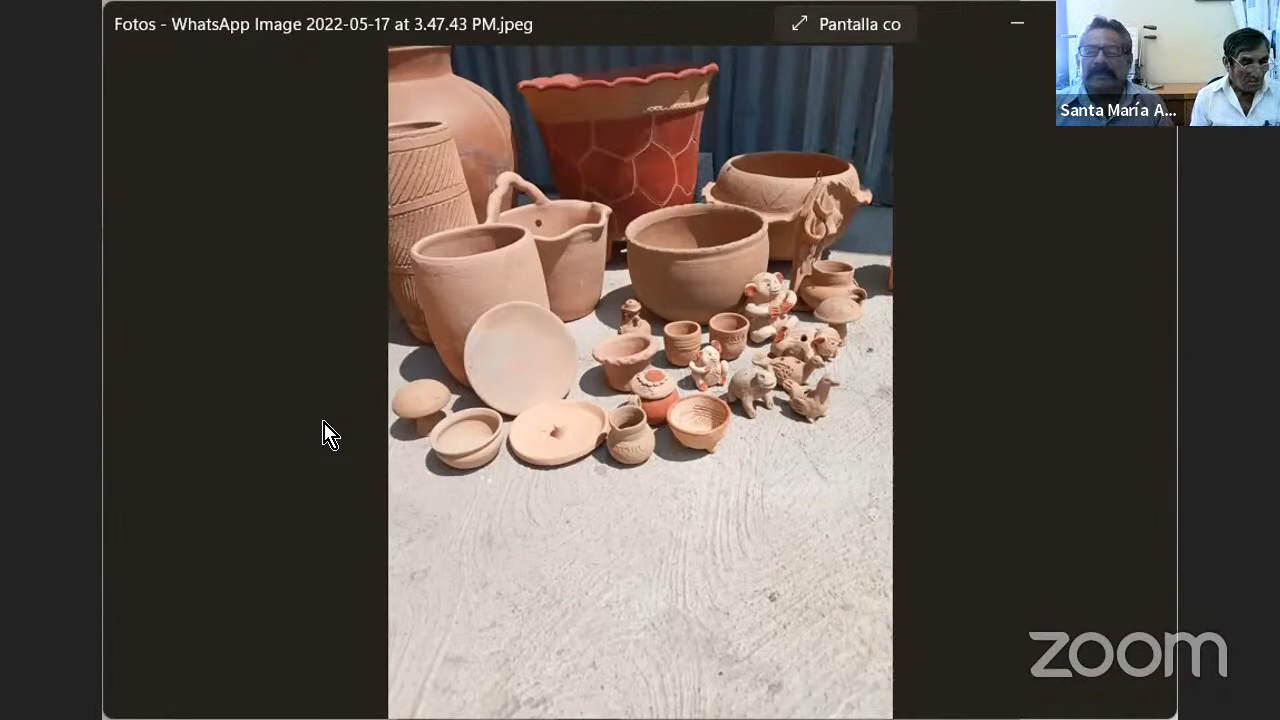 Fotos - WhatsApp Image 2022-05-17 at 3.47.43 PM.jpeg
Pantalla co
Santa María A...
zoom